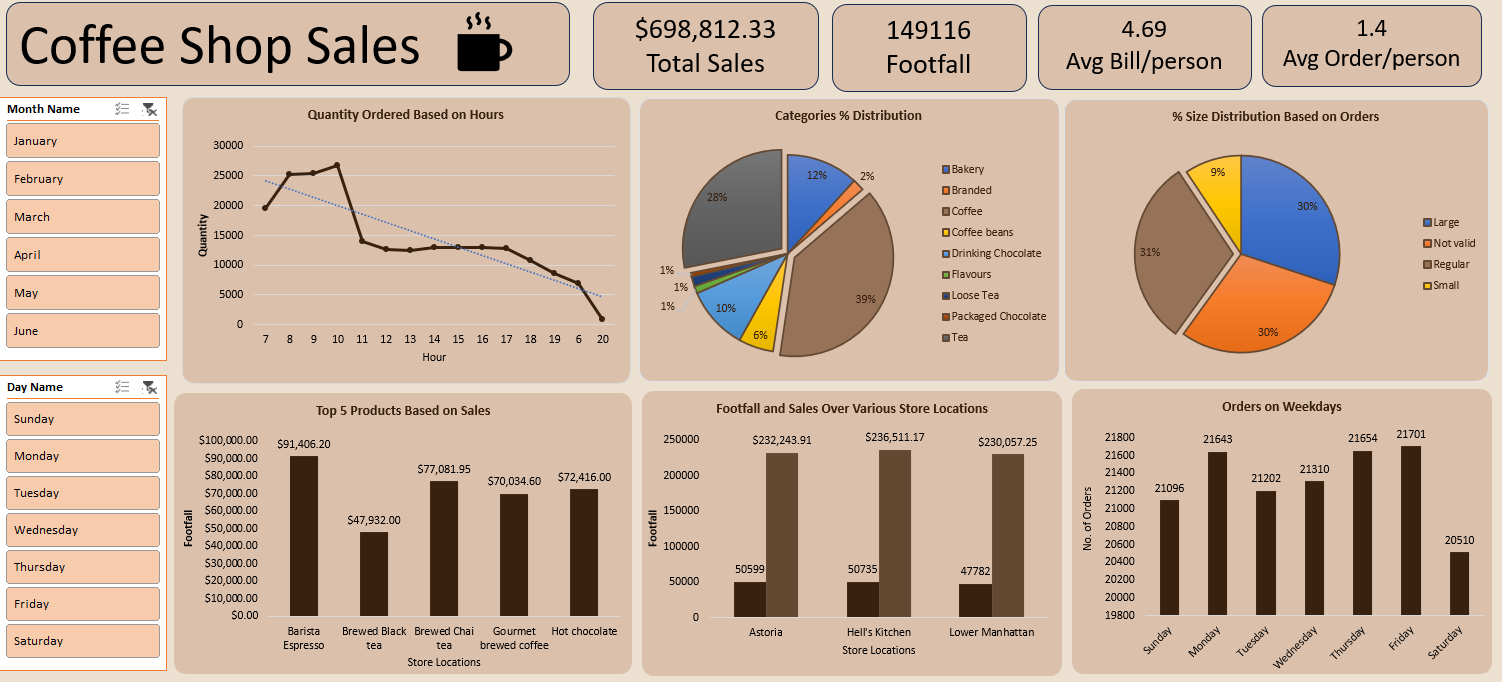 Coffee Shop Sales
$698,812.33
Total Sales
149116
Footfall
4.69
Avg Bill/person
1.4
Avg Order/person
Month Name
January
February
March
April
May
June
Day Name
Sunday
Monday
Tuesday
Wednesday
Thursday
Friday
Saturday
Quantity Ordered Based on Hours
Quantity
30000
25000
20000
15000
10000
5000
0
7 8 9 10 11 12 13 14 15 16 17 18 19 6 20
Hour
Categories % Distribution
12%
2%
39%
6%
10%
1%
1%
1%
28%
Bakery
Branded
Coffee
Coffee beans
Drinking Chocolate
Flavours
Loose Tea
Packaged Chocolate
Tea
% Size Distribution Based on Orders
30%
30%
31%
9%
Large
Not valid
Regular
Small
Top 5 Products Based on Sales
Footfall
$100,000.00
$90,000.00
$80,000.00
$70,000.00
$60,000.00
$50,000.00
$40,000.00
$30,000.00
$20,000.00
$10,000.00
$0.00
$91,406.20
$47,932.00
$77,081.95
$70,034.60
$72,416.00
Barista
Espresso
Brewed Black
tea
Brewed Chai
tea
Gourmet
brewed coffee
Hot chocolate
Store Locations
Footfall and Sales Over Various Store Locations
Footfall
250000
200000
150000
100000
50000
0
50599
$232,243.91
50735
$236,511.17
47782
$230,057.25
Astoria
Hell's Kitchen
Lower Manhattan
Store Locations
Orders on Weekdays
No. of Orders
21800
21600
21400
21200
21000
20800
20600
20400
20200
20000
19800
21096
21643
21202
21310
21654
21701
20510
Sunday
Monday
Tuesday
Wednesday
Thursday
Friday
Saturday